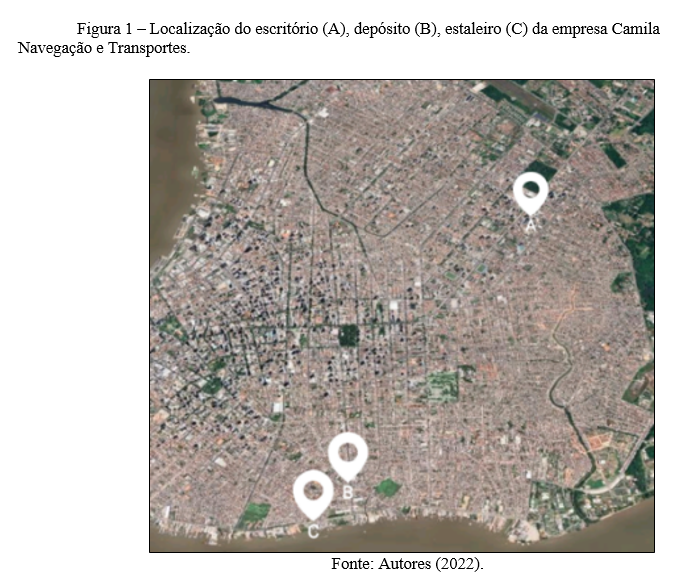 Figura 1 – Localização do escritório (A), depósito (B), estaleiro (C) da empresa Camila
Navegação e Transportes.
A
B
C
Fonte: Autores (2022).